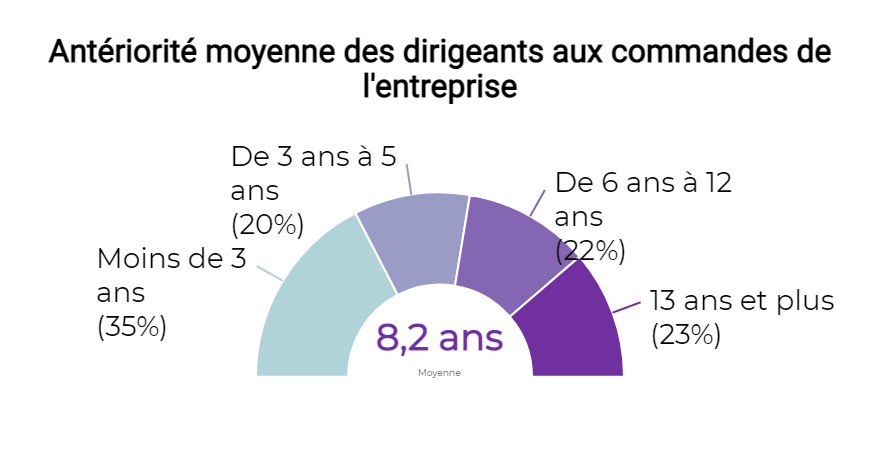 Antériorité moyenne des dirigeants aux commandes de
l'entreprise
De 3 ans à 5
ans
(20%)
De 6 ans à 12
ans
(22%)
Moins de 3
ans
(35%)
13 ans et plus
(23%)
8,2 ans
Moyenne